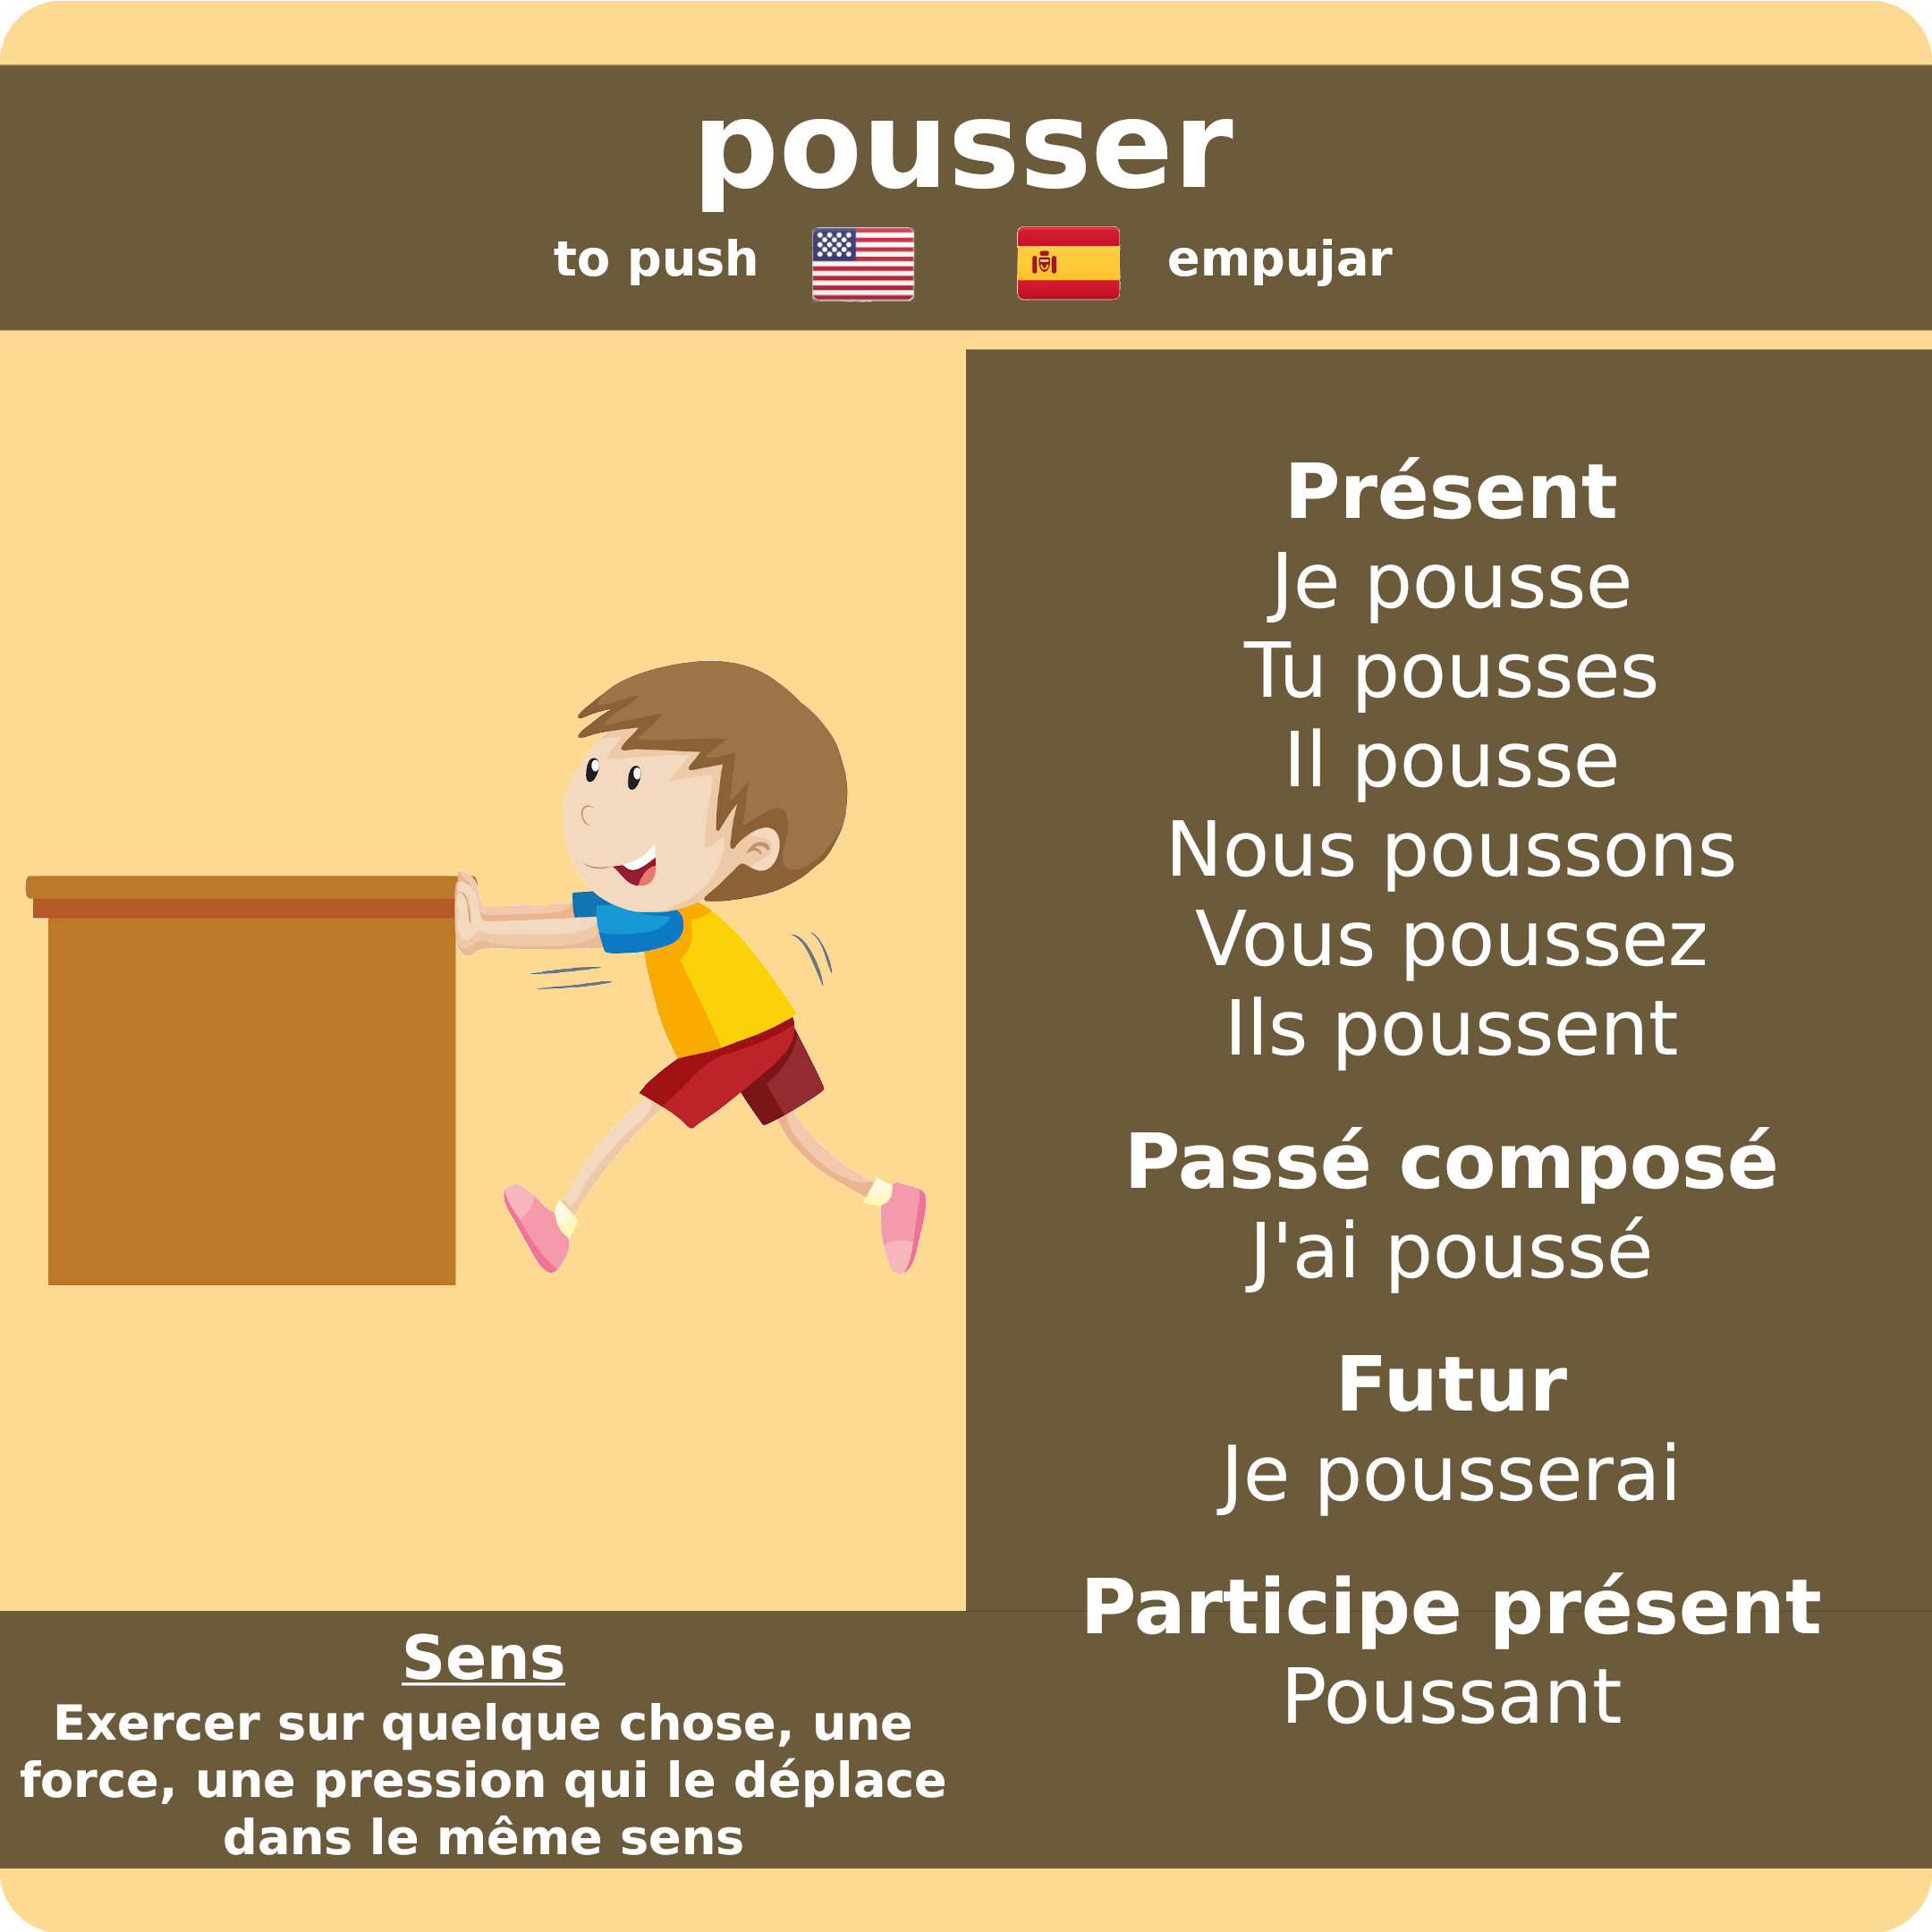 pousser
to push
empujar
Présent
Je pousse
Tu pousses
Il pousse
Nous poussons
Vous poussez
Ils poussent
Passé composé
J'ai poussé
Futur
Je pousserai
Participe présent
Poussant
Sens
Exercer sur quelque chose, une
force, une pression qui le déplace
dans le même sens